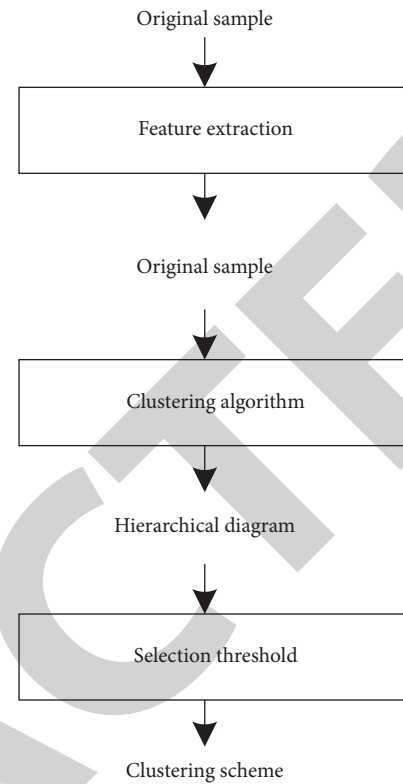 Original sample
Feature extraction
Original sample
Clustering algorithm
Hierarchical diagram
Selection threshold
Clustering scheme